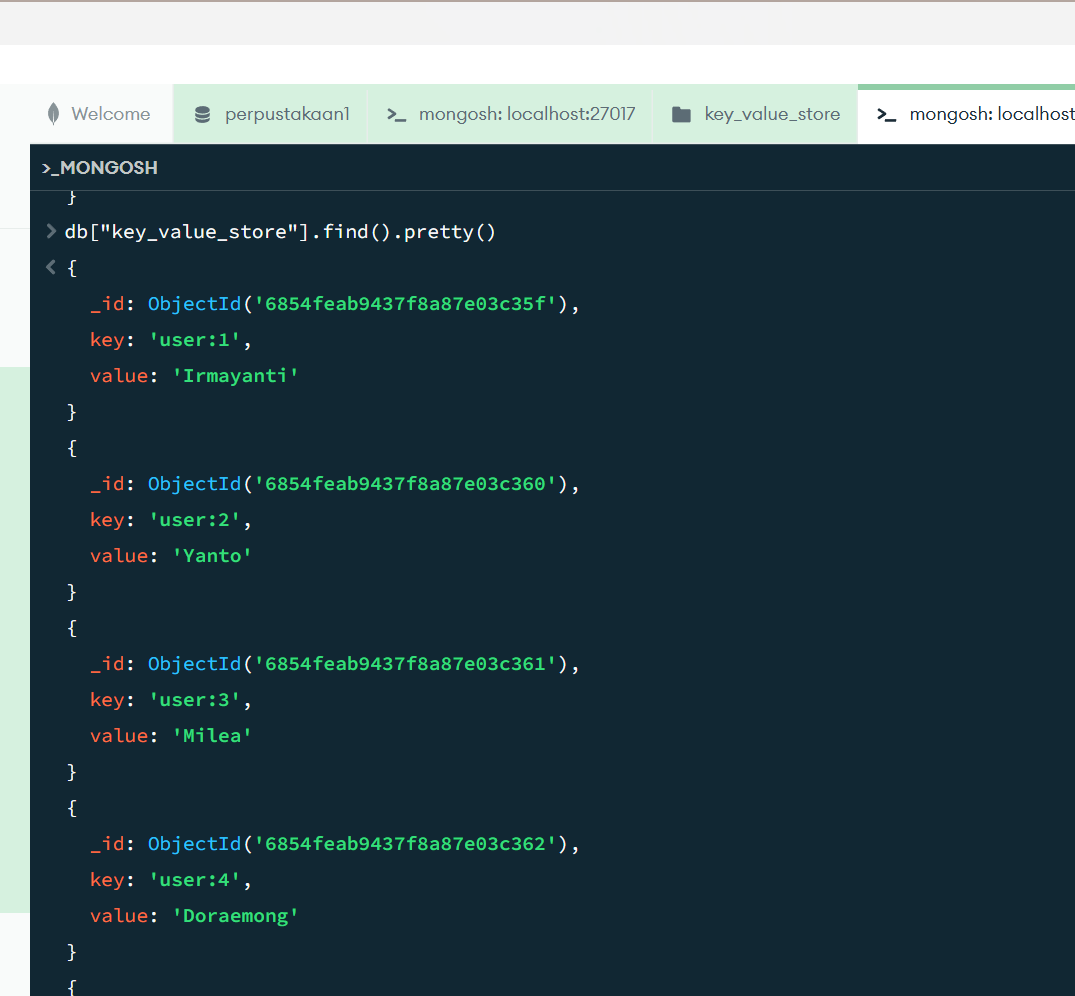 Welcome
perpustakaan1
>_ mongosh: localhost:27017
key_value_store
>_ mongosh: localhost
>_MONGOSH
}
> db["key_value_store"].find().pretty()
< {
_id: ObjectId('6854feab9437f8a87e03c35f'),
key: 'user:1',
value: 'Irmayanti'
}
{
_id: ObjectId('6854feab9437f8a87e03c360'),
key: 'user:2',
value: 'Yanto'
}
{
_id: ObjectId('6854feab9437f8a87e03c361'),
key: 'user:3',
value: 'Milea'
}
{
_id: ObjectId('6854feab9437f8a87e03c362'),
key: 'user:4',
value: 'Doraemong'
}
{